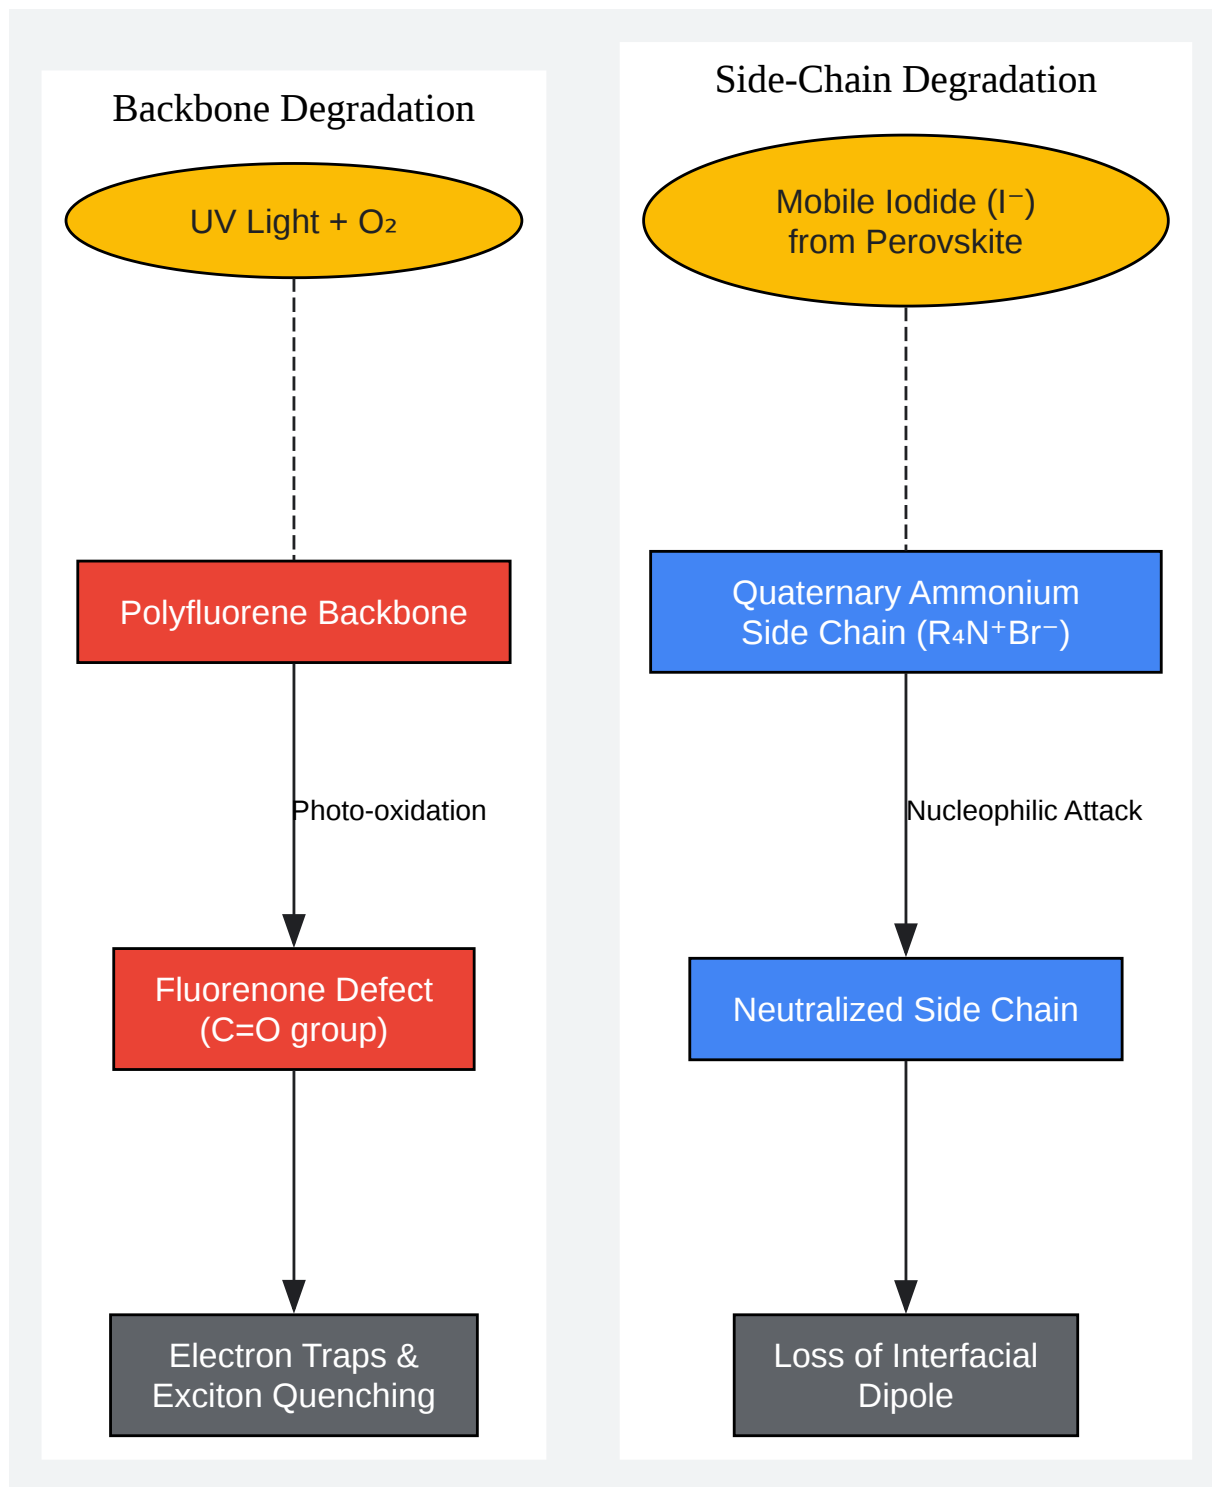 Backbone Degradation
UV Light + O₂
Polyfluorene Backbone
Photo-oxidation
Fluorenone Defect
(C=O group)
Electron Traps &
Exciton Quenching
Side-Chain Degradation
Mobile Iodide (I⁻)
from Perovskite
Quaternary Ammonium
Side Chain (R₄N⁺Br⁻)
Nucleophilic Attack
Neutralized Side Chain
Loss of Interfacial
Dipole